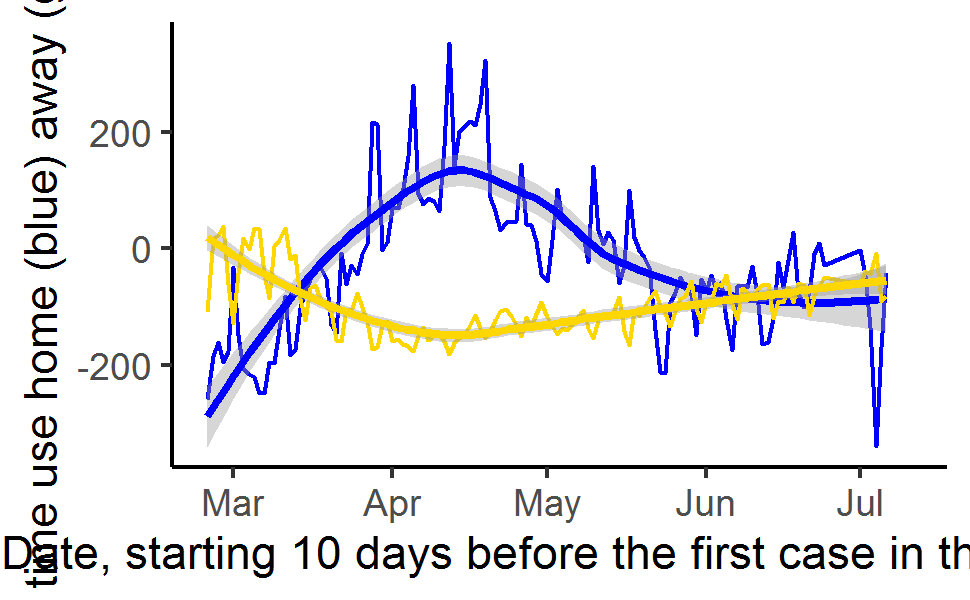 time use home (blue) away (
200
0
-200
Mar Apr May Jun Jul
Date, starting 10 days before the first case in th